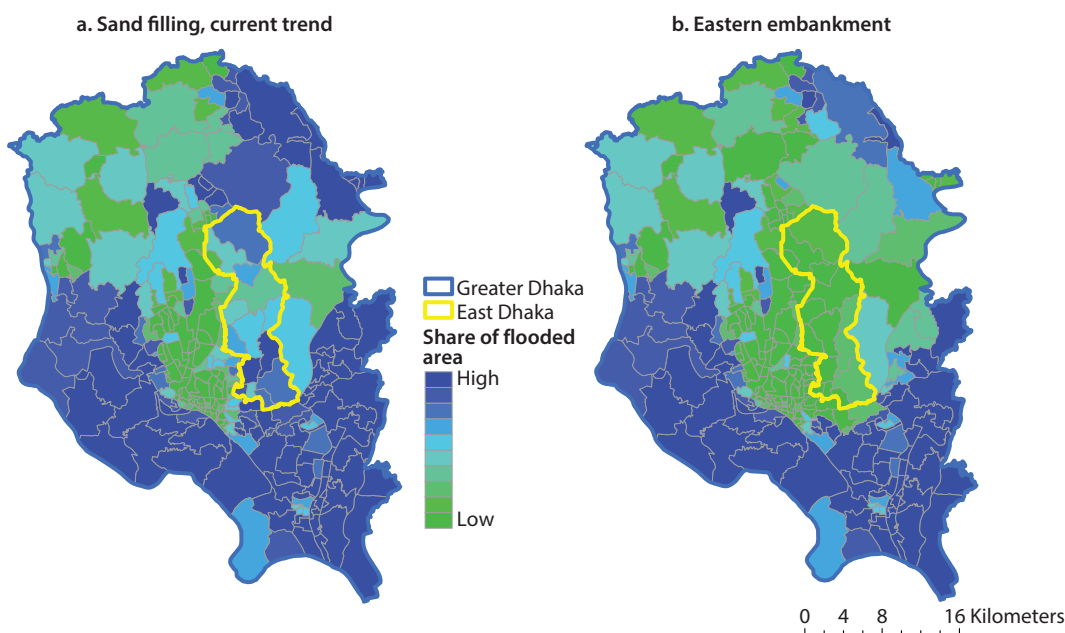 a. Sand filling, current trend
b. Eastern embankment
Greater Dhaka
East Dhaka
Share of flooded
area
High
Low
0 4 8 16 Kilometers